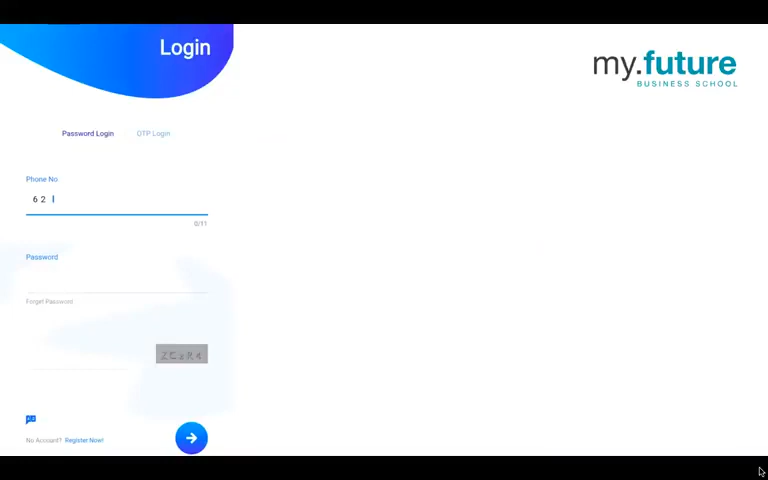 Login
my.future
BUSINESS SCHOOL
Password Login
OTP Login
Phone No
62
0/11
Password
Forget Password
No Account? Register Now!